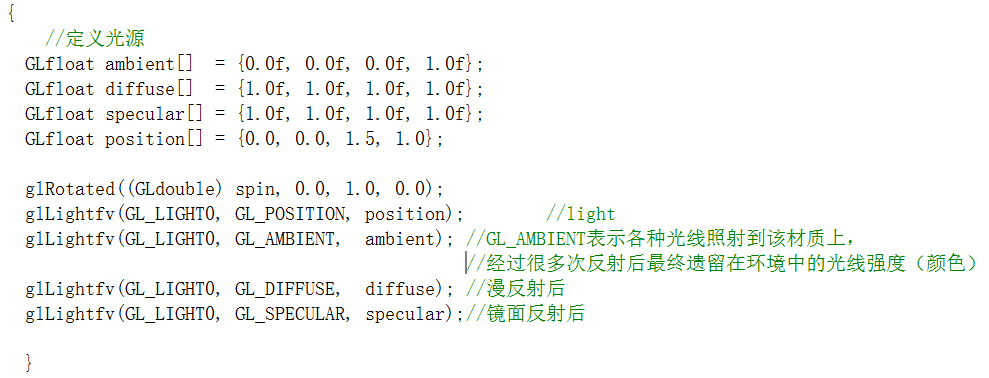 {
//定义光源
GLfloat ambient[]  = {0.0f, 0.0f, 0.0f, 1.0f};
GLfloat diffuse[]  = {1.0f, 1.0f, 1.0f, 1.0f};
GLfloat specular[] = {1.0f, 1.0f, 1.0f, 1.0f};
GLfloat position[] = {0.0, 0.0, 1.5, 1.0};
glRotated((GLdouble) spin, 0.0, 1.0, 0.0);
glLightfv(GL_LIGHT0, GL_POSITION, position);        //light
glLightfv(GL_LIGHT0, GL_AMBIENT,  ambient); //GL_AMBIENT表示各种光线照射到该材质上，
//经过很多次反射后最终遗留在环境中的光线强度（颜色）
glLightfv(GL_LIGHT0, GL_DIFFUSE,  diffuse); //漫反射后
glLightfv(GL_LIGHT0, GL_SPECULAR, specular);//镜面反射后
}